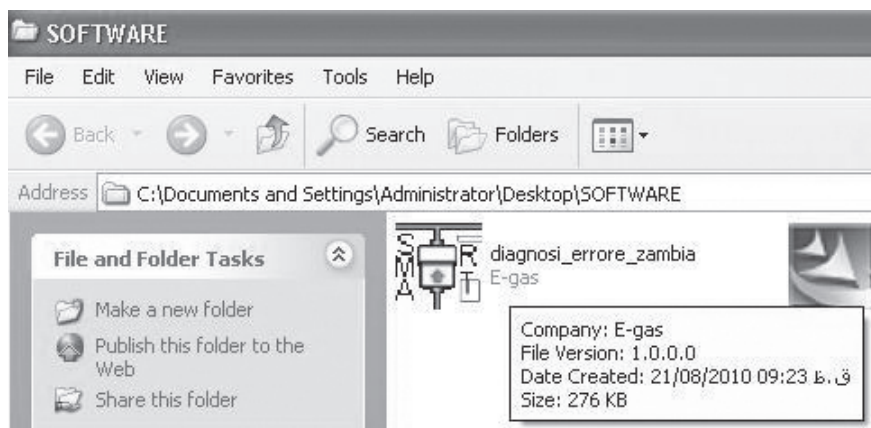 SOFTWARE
File Edit View Favorites Tools Help
Back Search Folders
Address C:\Documents and Settings\Administrator\Desktop\SOFTWARE
File and Folder Tasks
Make a new folder
Publish this folder to the
Web
Share this folder
SMA RT
diagnosi_errore_zambia
E-gas
Company: E-gas
File Version: 1.0.0.0
Date Created: 21/08/2010 09:23 ق.ظ
Size: 276 KB